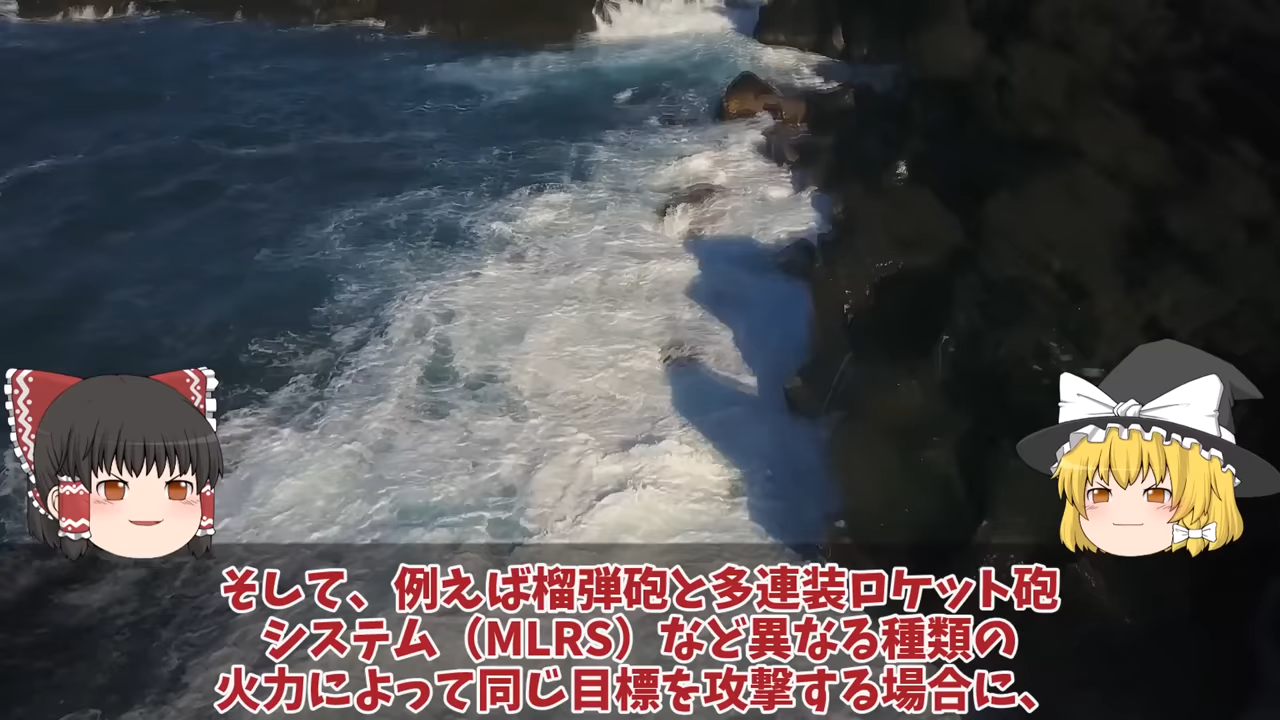 そして、例えば榴弾砲と多連装ロケット砲
システム（MLRS）など異なる種類の
火力によって同じ目標を攻撃する場合に、